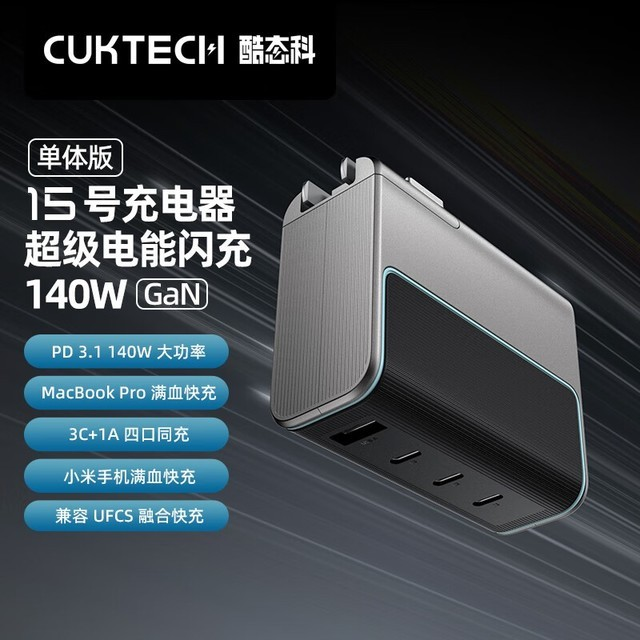 CUKTECH 酷态科
单体版
15号充电器
超级电能闪充
140W GaN
PD 3.1 140W 大功率
MacBook Pro 满血快充
3C+1A 四口同充
小米手机满血快充
兼容 UFCS 融合快充